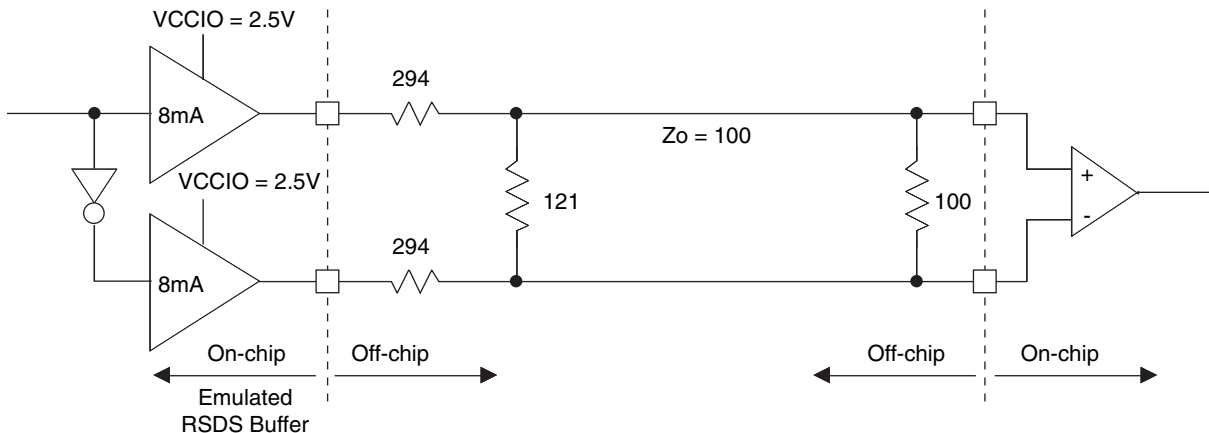 VCCIO = 2.5V
294
8mA
Zo = 100
VCCIO = 2.5V
121
100
+
-
294
8mA
On-chip
Off-chip
Off-chip
On-chip
Emulated
RSDS Buffer